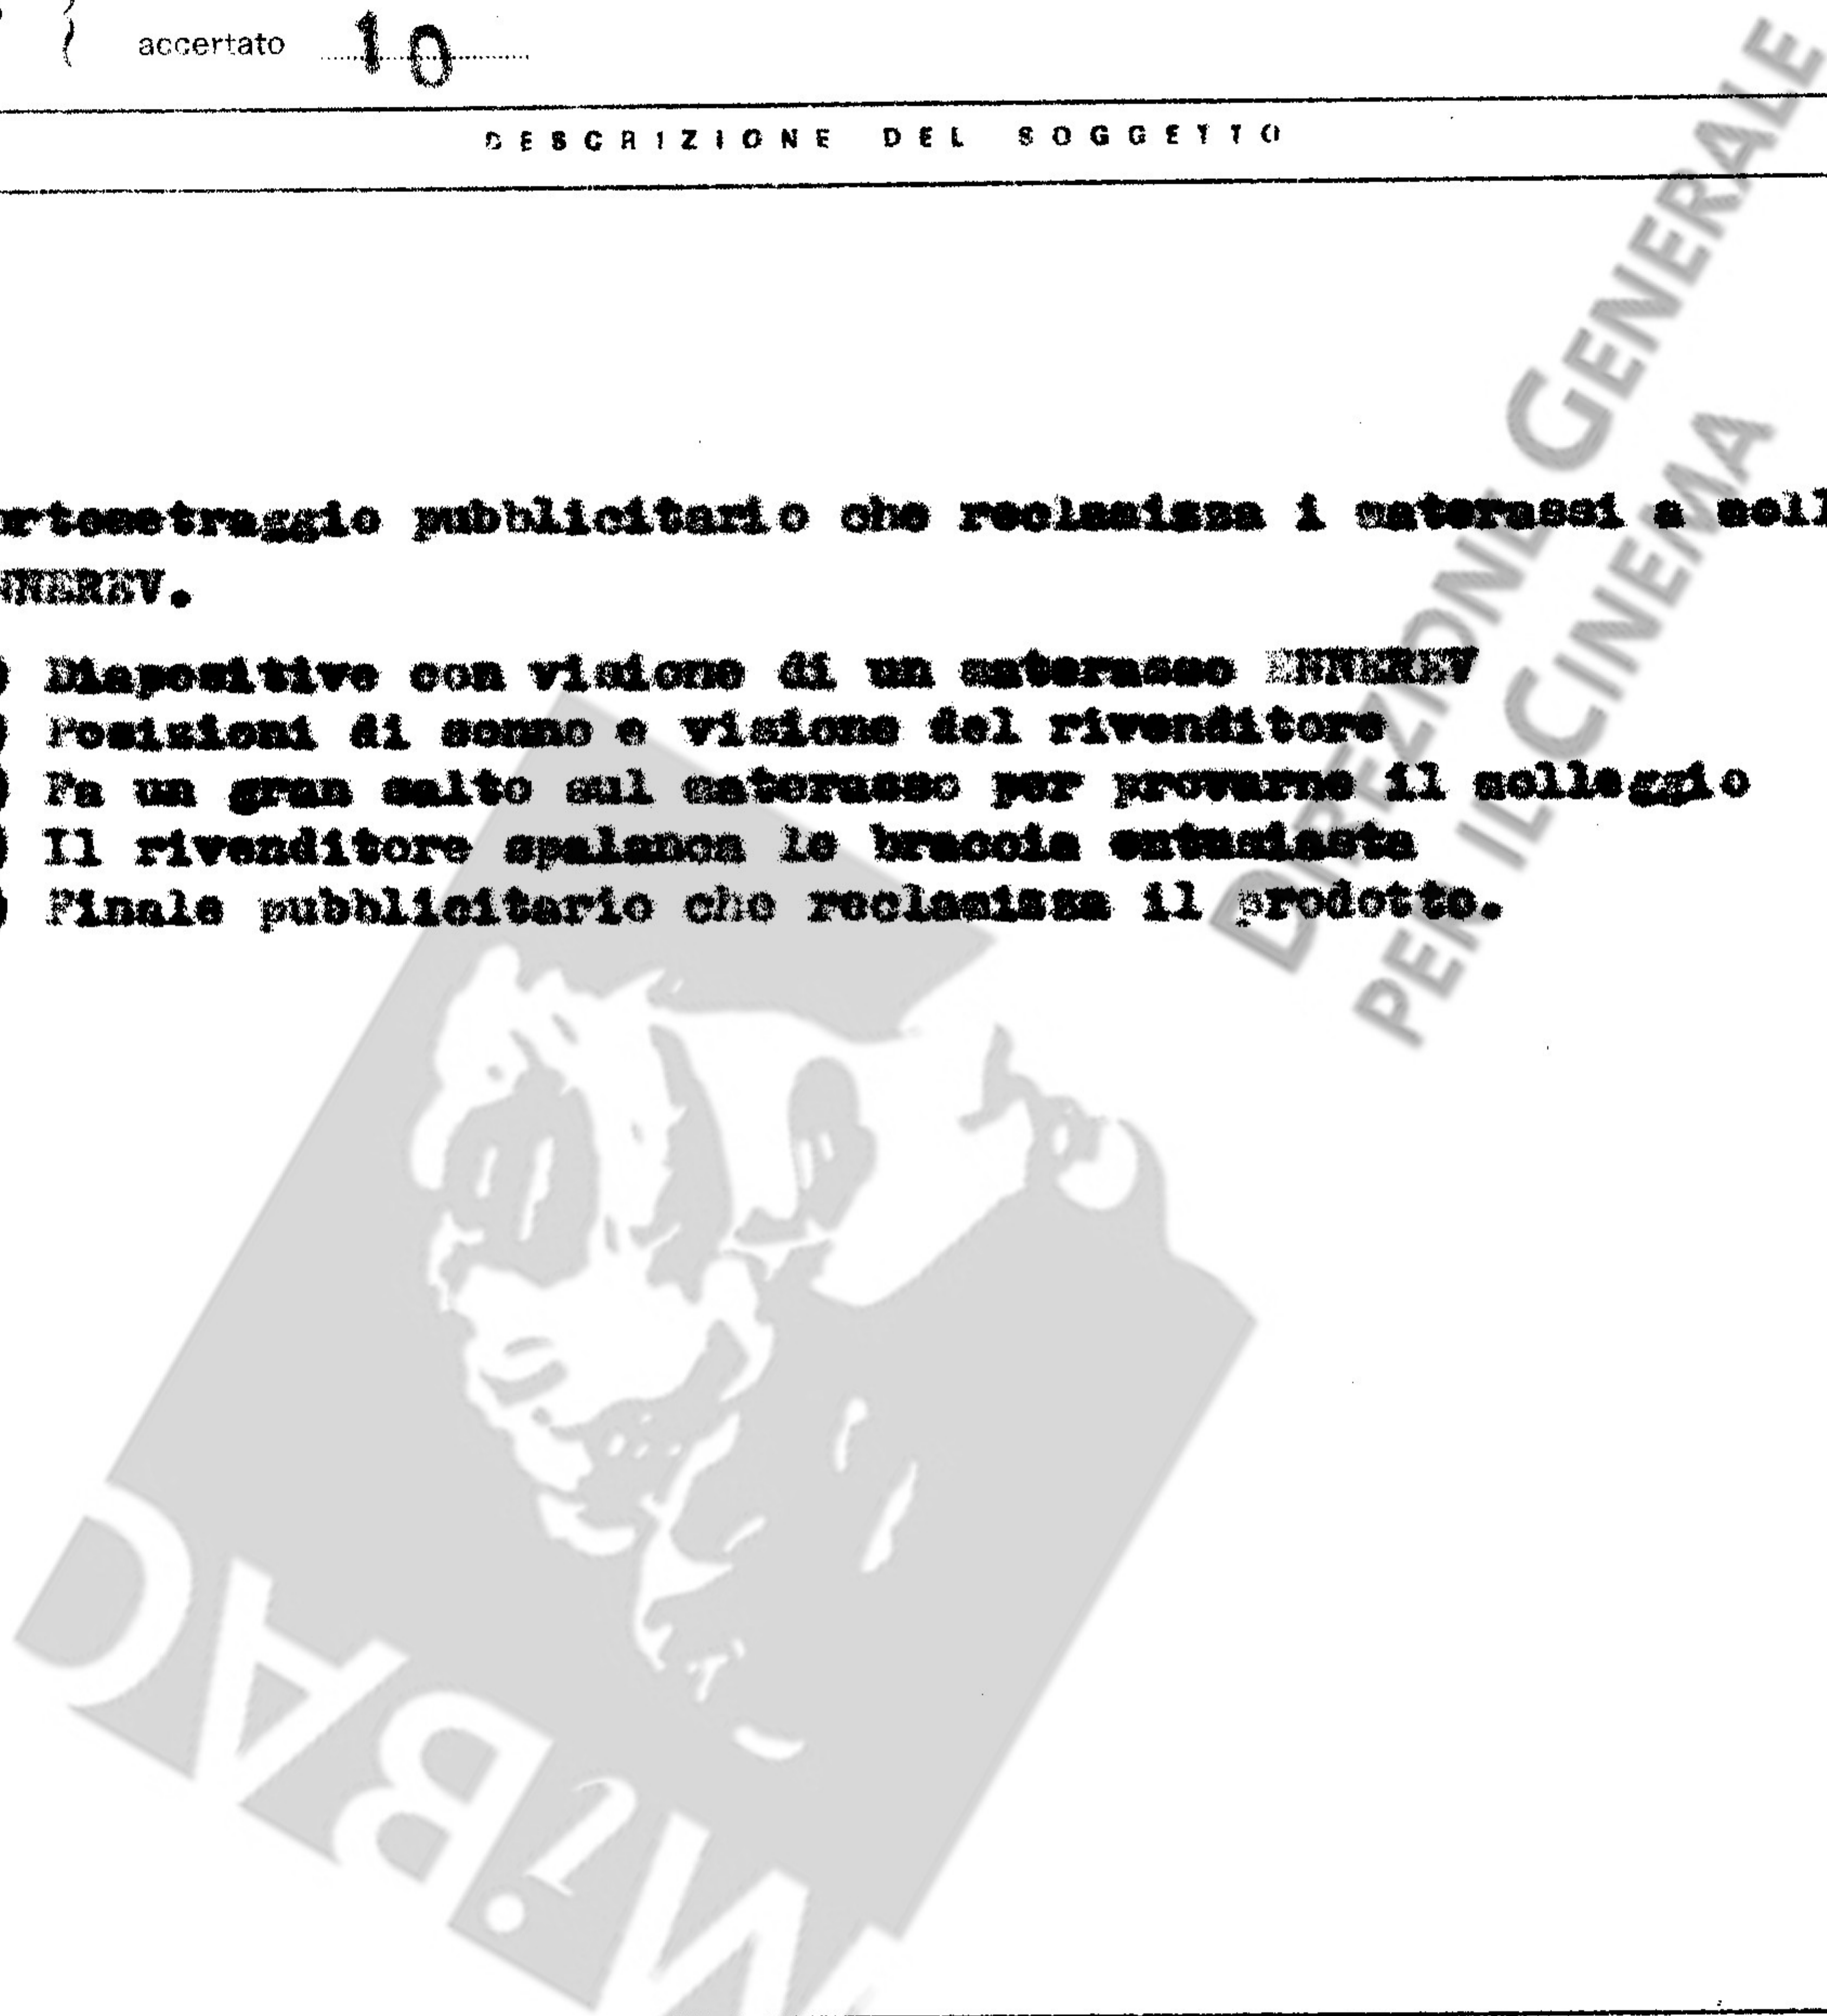 accertato 10
DESCRIZIONE DEL SOGGETTO
rtometraggio pubblicitario che reclamizza i materassi a moll
NNEREV.
) Diapositive con visione di un materasso ENNEREV
) Posizioni di sonno e visione del rivenditore
) Fa un gran salto sul materasso per provarne il molleggio
) Il rivenditore spalanca le braccia entusiasta
) Finale pubblicitario che reclamizza il prodotto.
DIREZIONE GENERALE
PER IL CINEMA
MiBAC